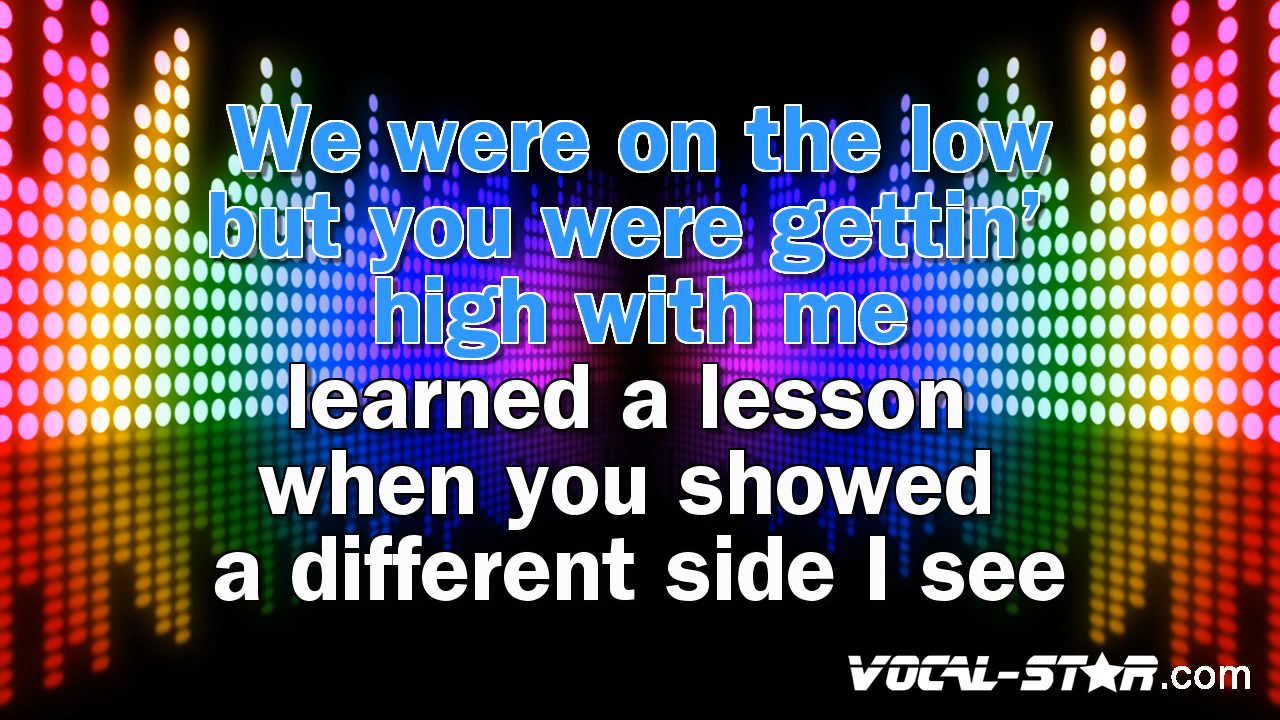 We were on the low
but you were gettin’
high with me
learned a lesson
when you showed
a different side I see
VOCAL-STAR.com